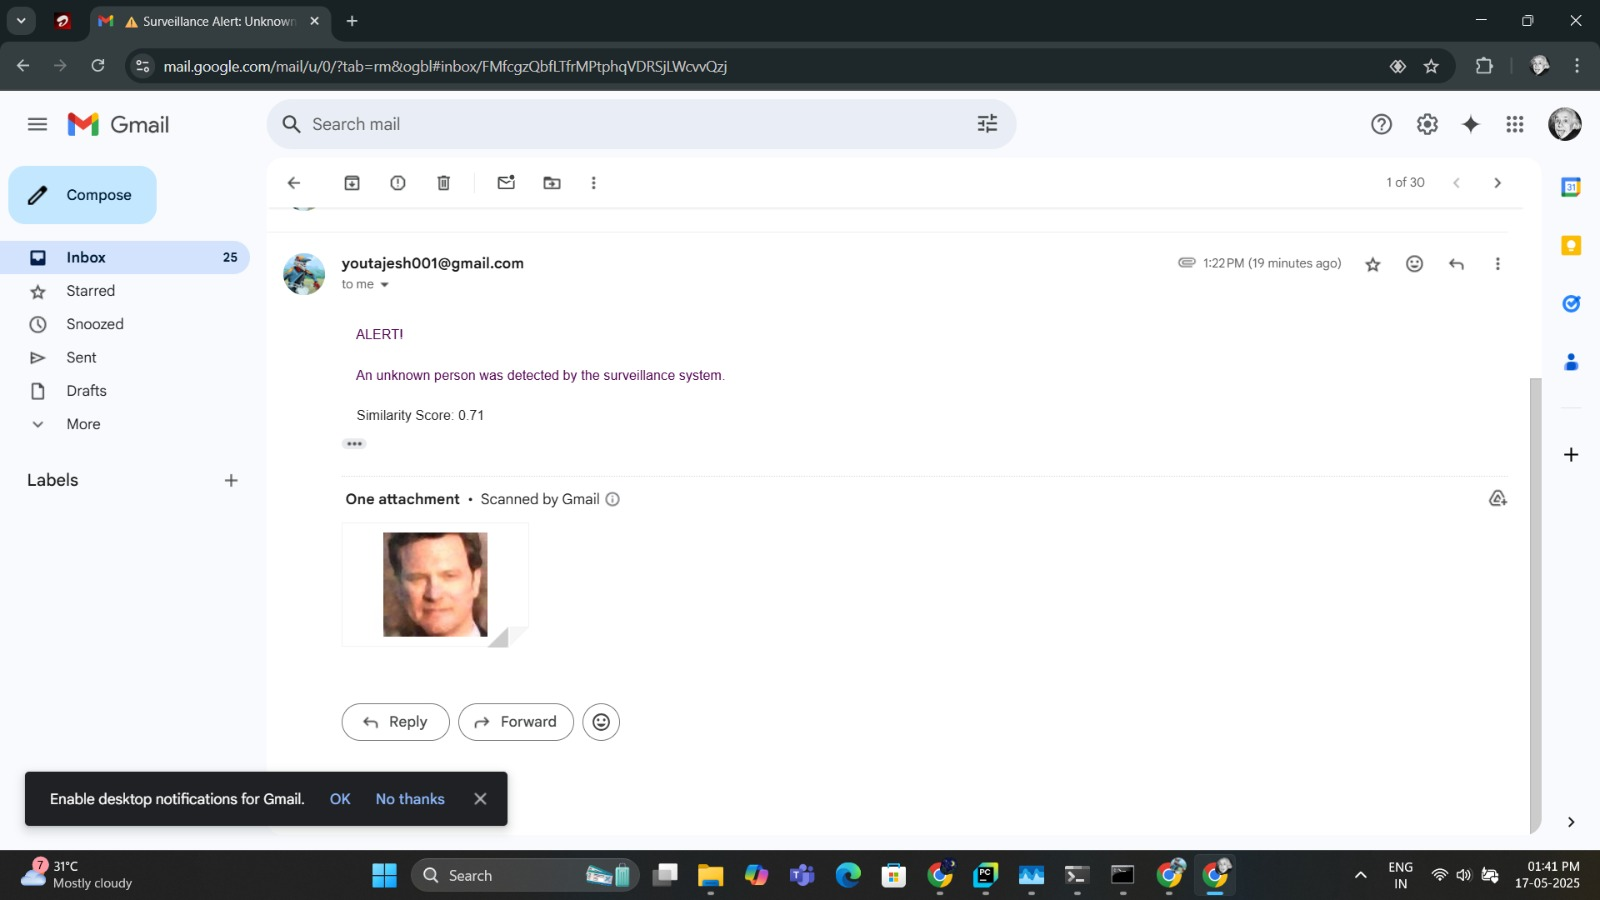 Surveillance Alert: Unknown
mail.google.com/mail/u/0/?tab=rm&ogbl#inbox/FMfcgzQbfLTfrMPtphqVDRSjLWcvvQzj
Gmail
Search mail
Compose
1 of 30
Inbox 25
Starred
Snoozed
Sent
Drafts
More
Labels
youtajesh001@gmail.com
1:22 PM (19 minutes ago)
to me
ALERT!
An unknown person was detected by the surveillance system.
Similarity Score: 0.71
One attachment • Scanned by Gmail
Reply
Forward
Enable desktop notifications for Gmail. OK No thanks
31
7
31°C
Mostly cloudy
Search
PC
ENG
IN
01:41 PM
17-05-2025